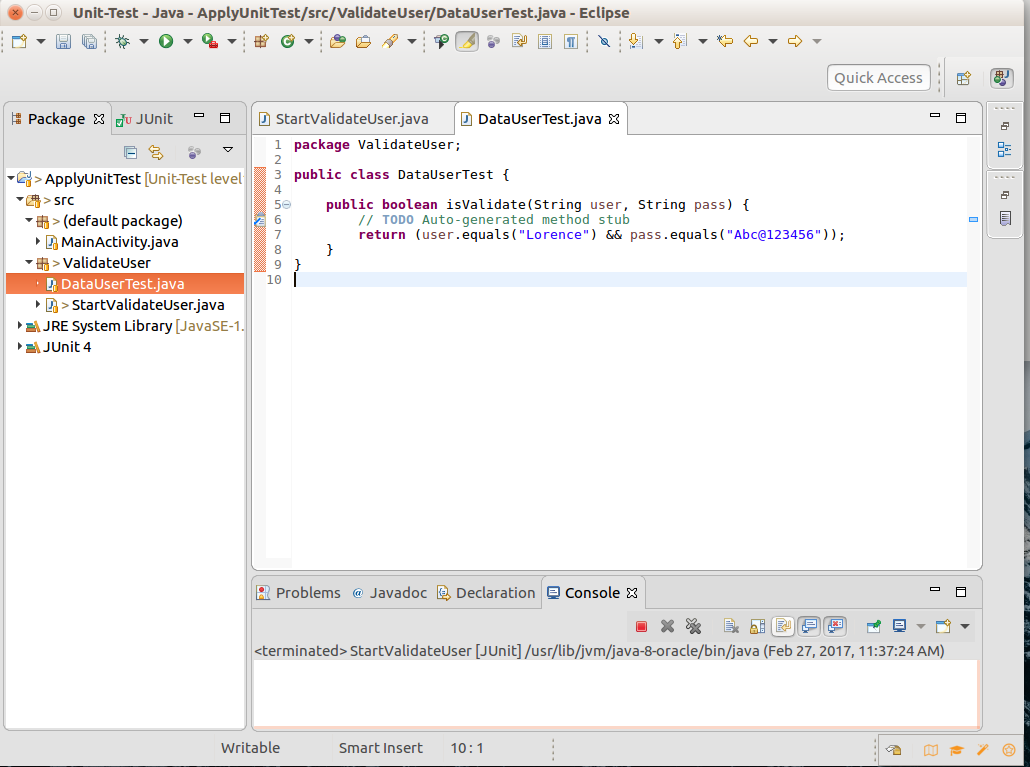 Unit-Test - Java - ApplyUnitTest/src/ValidateUser/DataUserTest.java - Eclipse
Quick Access
Package
JUnit
> ApplyUnitTest [Unit-Test level
> src
> (default package)
MainActivity.java
> ValidateUser
DataUserTest.java
> StartValidateUser.java
JRE System Library [JavaSE-1.
JUnit 4
StartValidateUser.java
DataUserTest.java
1 package ValidateUser;
2
3 public class DataUserTest {
4
5 public boolean isValidate(String user, String pass) {
6 // TODO Auto-generated method stub
7 return (user.equals("Lorence") && pass.equals("Abc@123456"));
8 }
9 }
10
Problems
@ Javadoc
Declaration
Console
<terminated> StartValidateUser [JUnit] /usr/lib/jvm/java-8-oracle/bin/java (Feb 27, 2017, 11:37:24 AM)
Writable
Smart Insert
10 : 1